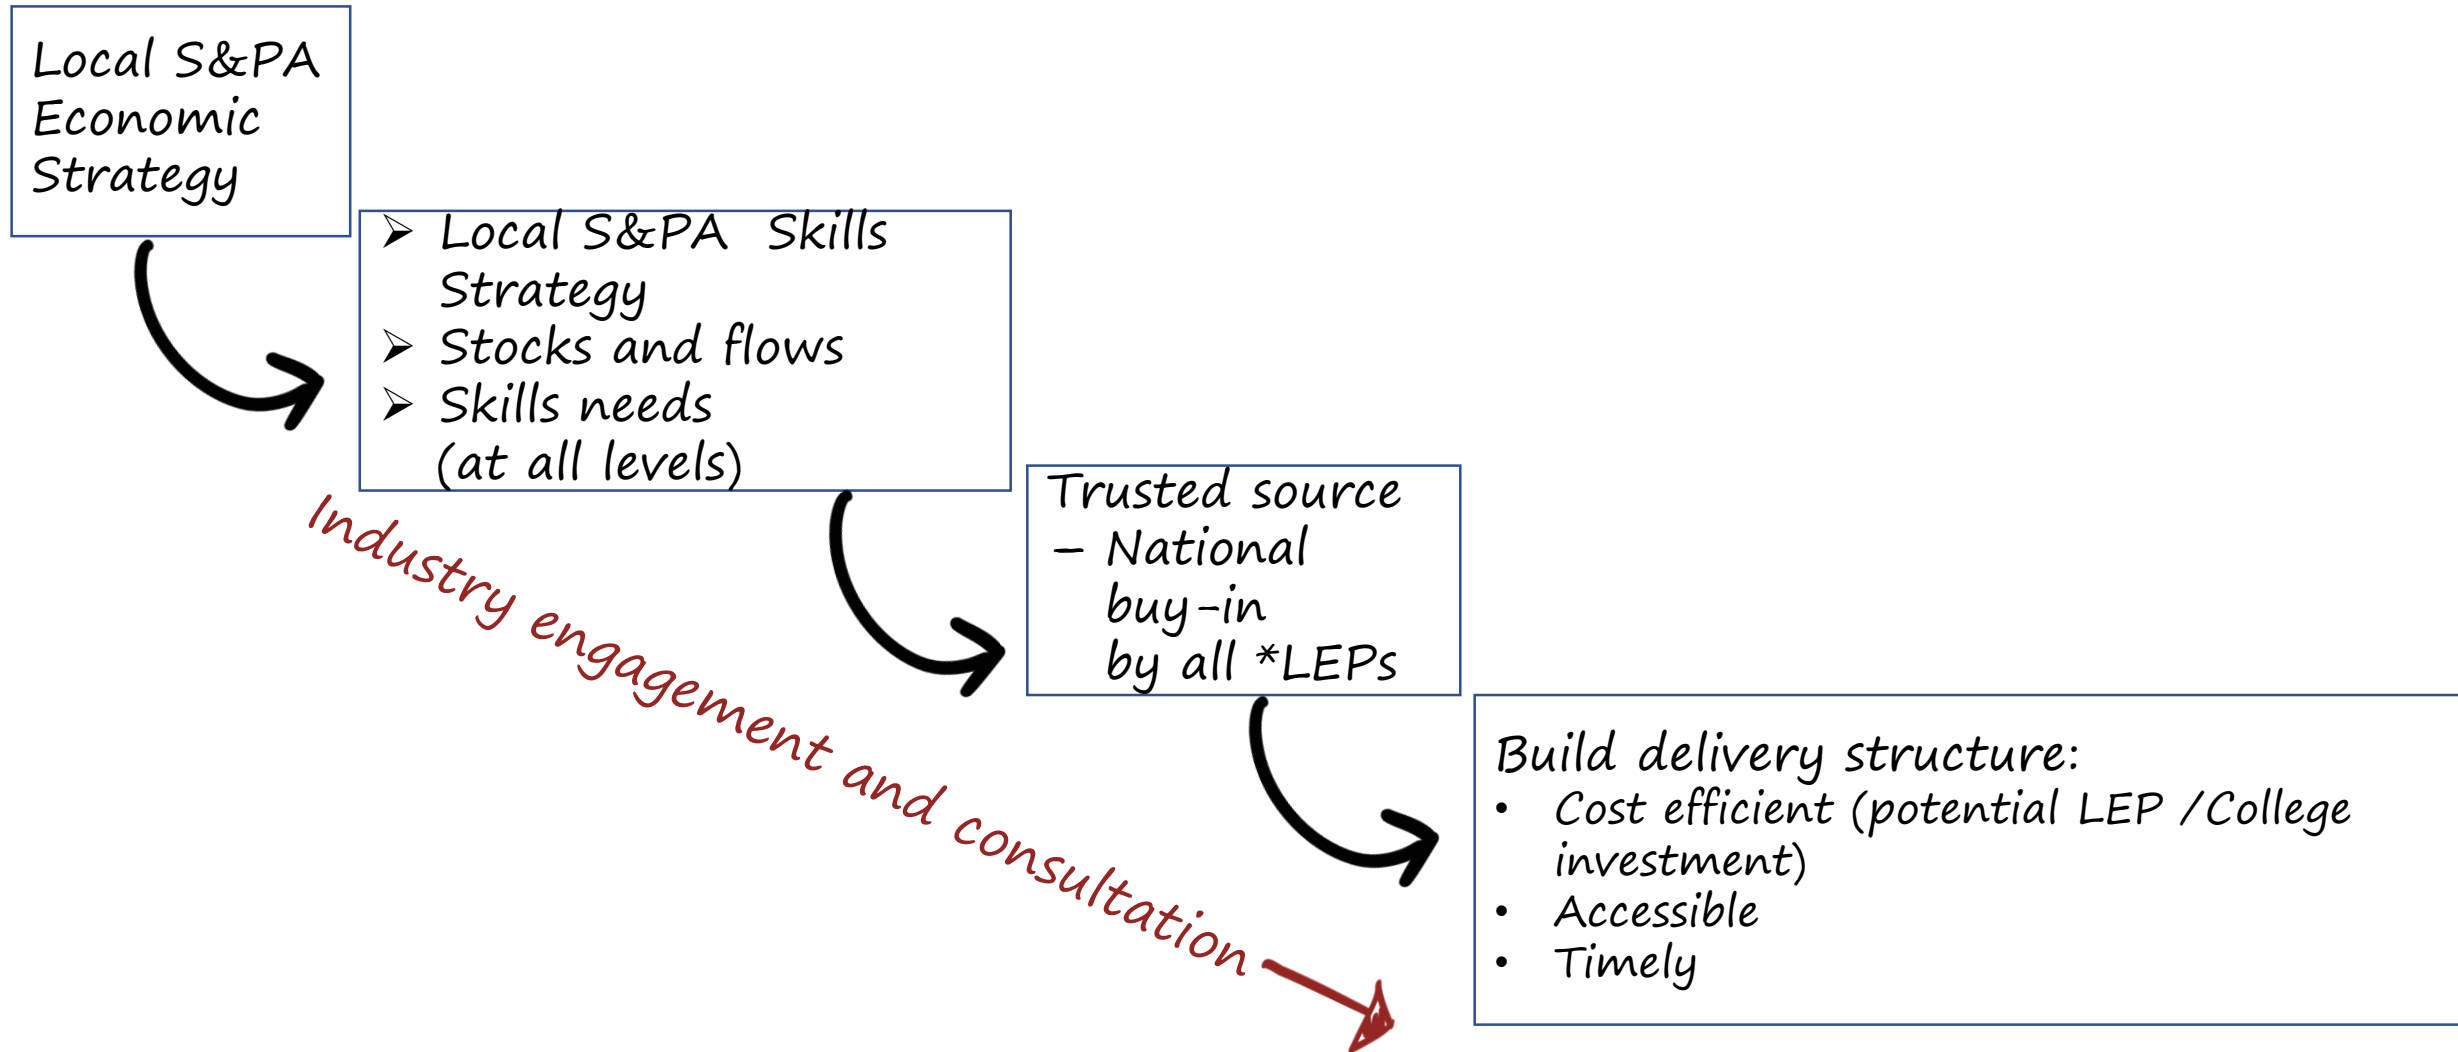 Local S&PA
Economic
Strategy
➢ Local S&PA Skills
Strategy
➢ Stocks and flows
➢ Skills needs
(at all levels)
Trusted source
– National
buy-in
by all *LEPs
Build delivery structure:
• Cost efficient (potential LEP /College
investment)
• Accessible
• Timely
Industry engagement and consultation